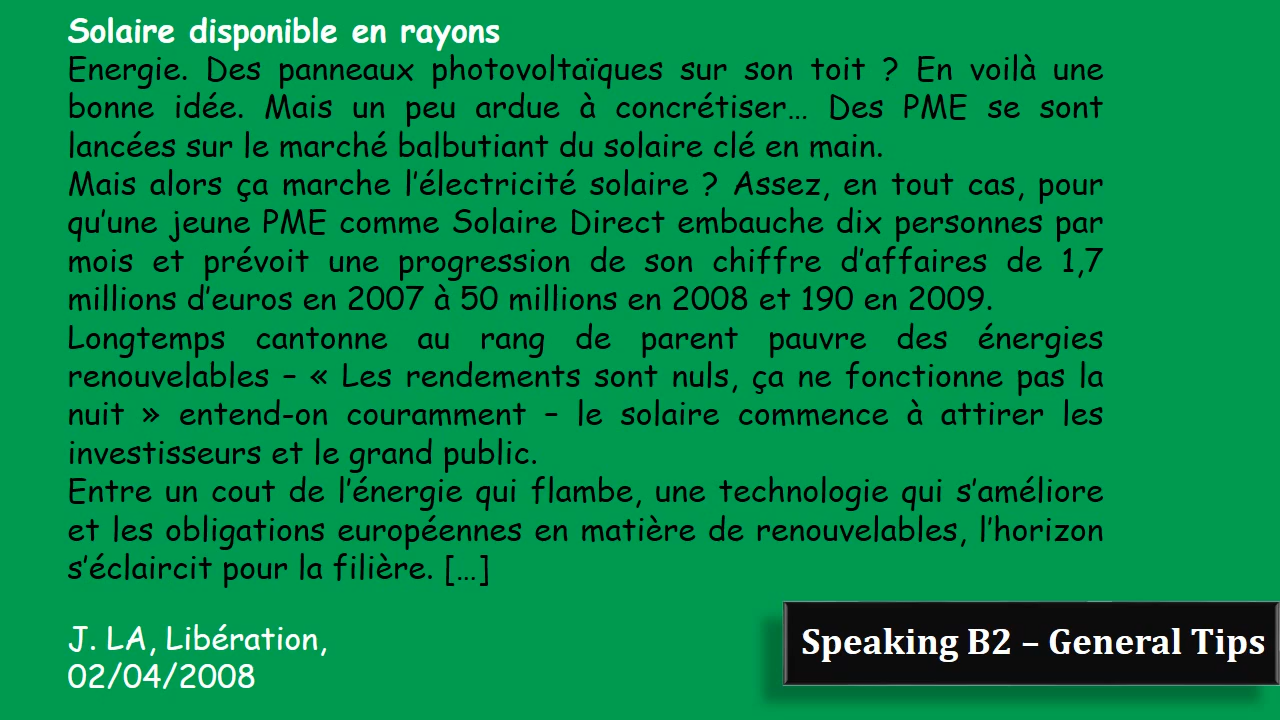 Solaire disponible en rayons
Energie. Des panneaux photovoltaïques sur son toit ? En voilà une
bonne idée. Mais un peu ardue à concrétiser… Des PME se sont
lancées sur le marché balbutiant du solaire clé en main.
Mais alors ça marche l’électricité solaire ? Assez, en tout cas, pour
qu’une jeune PME comme Solaire Direct embauche dix personnes par
mois et prévoit une progression de son chiffre d’affaires de 1,7
millions d’euros en 2007 à 50 millions en 2008 et 190 en 2009.
Longtemps cantonne au rang de parent pauvre des énergies
renouvelables – « Les rendements sont nuls, ça ne fonctionne pas la
nuit » entend-on couramment – le solaire commence à attirer les
investisseurs et le grand public.
Entre un cout de l’énergie qui flambe, une technologie qui s’améliore
et les obligations européennes en matière de renouvelables, l’horizon
s’éclaircit pour la filière. […]
J. LA, Libération,
02/04/2008
Speaking B2 – General Tips